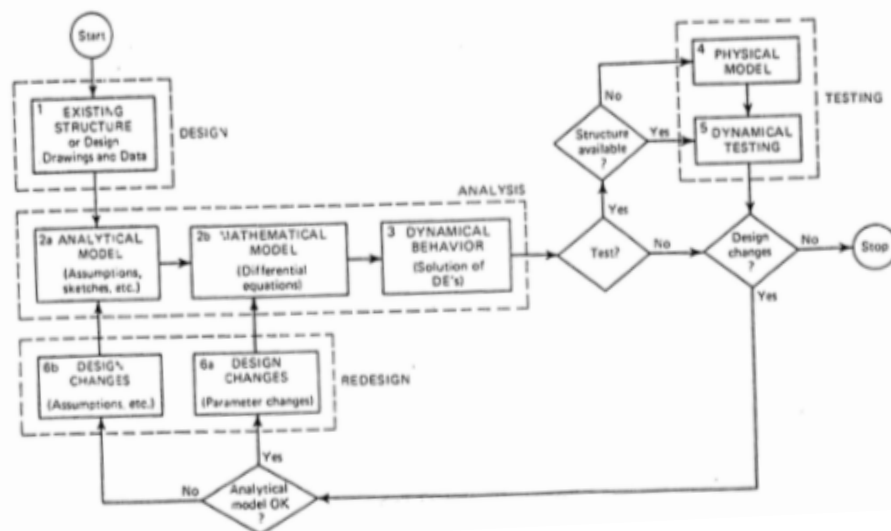 Start
1 EXISTING
STRUCTURE
or Design
Drawings and Data
DESIGN
ANALYSIS
2a ANALYTICAL
MODEL
(Assumptions,
sketches, etc.)
2b MATHEMATICAL
MODEL
(Differential
equations)
3 DYNAMICAL
BEHAVIOR
(Solution of
DE's)
Test?
Yes
No
Structure
available
?
No
Yes
4 PHYSICAL
MODEL
5 DYNAMICAL
TESTING
TESTING
Design
changes
?
No
Stop
Yes
6b DESIGN
CHANGES
(Assumptions, etc.)
6a DESIGN
CHANGES
(Parameter changes)
REDESIGN
Yes
No
Analytical
model OK
?